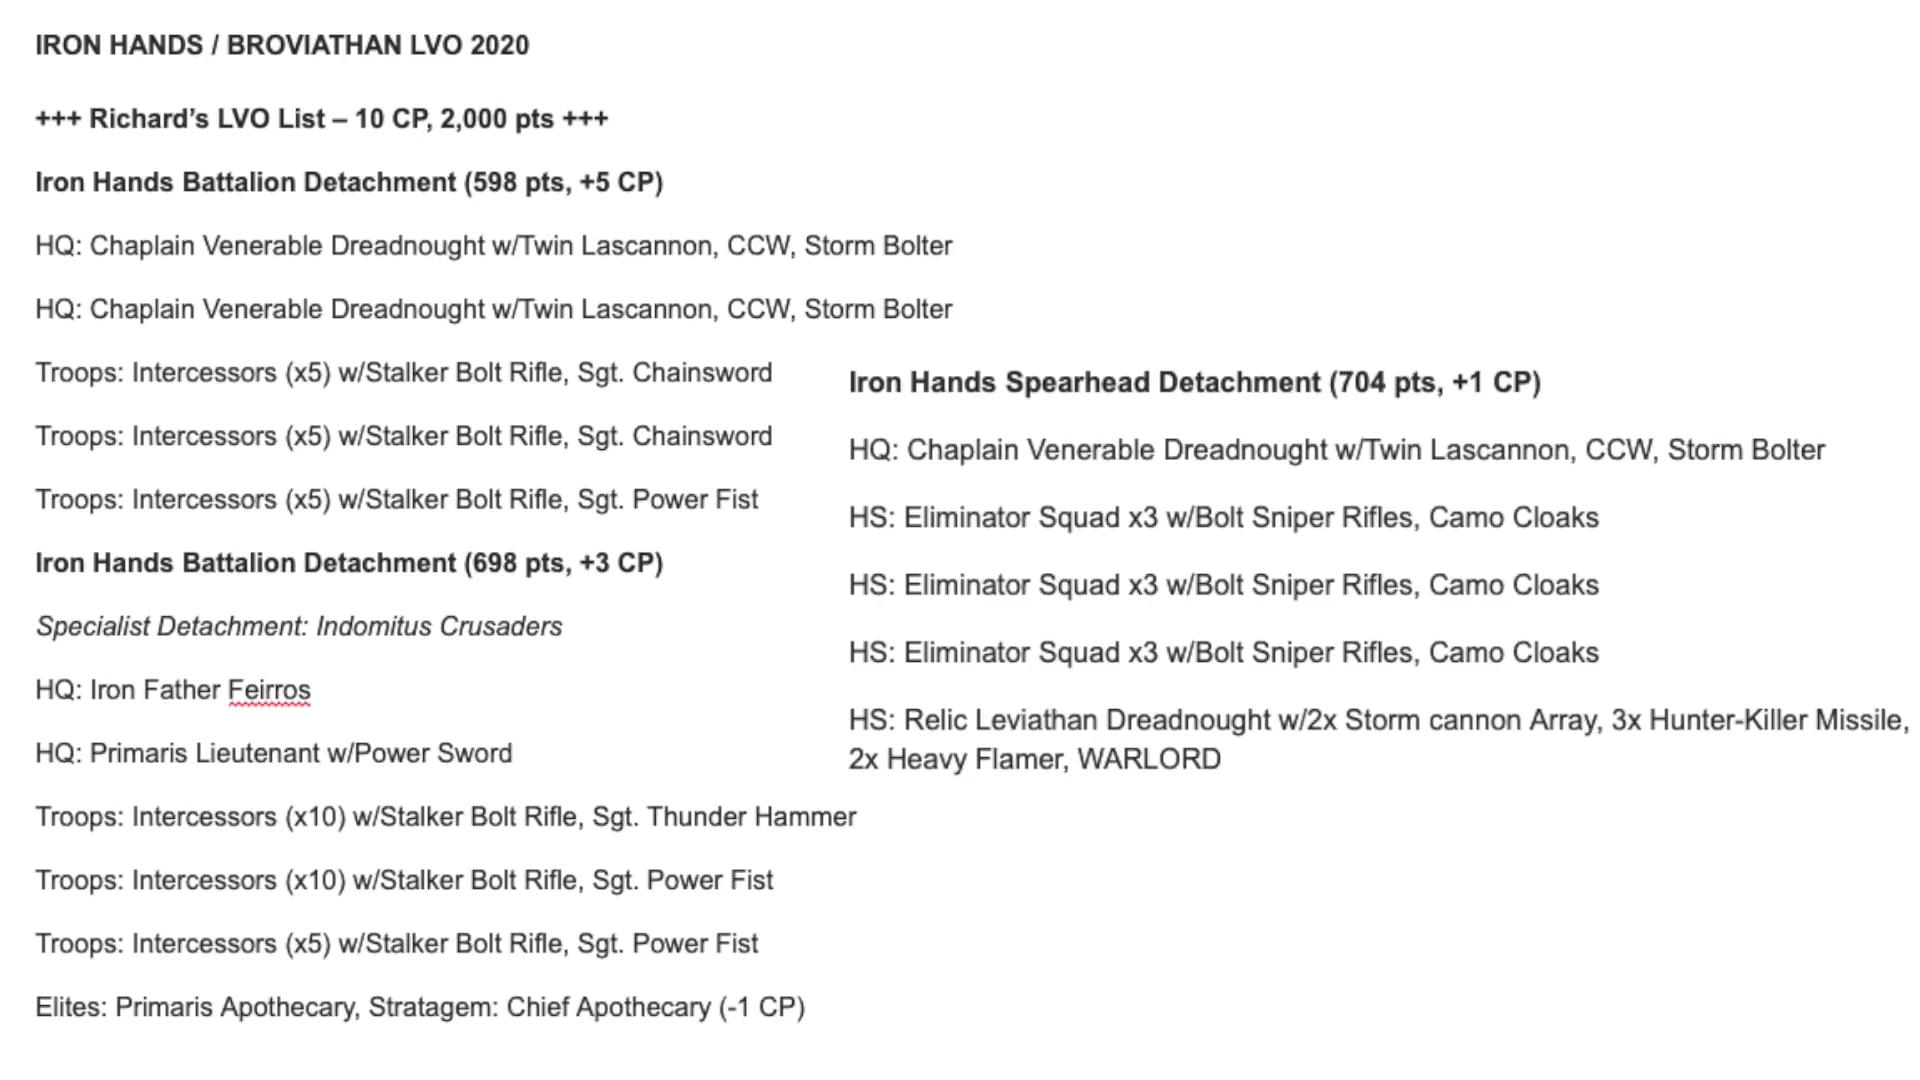 IRON HANDS / BROVIATHAN LVO 2020
+++ Richard’s LVO List – 10 CP, 2,000 pts +++
Iron Hands Battalion Detachment (598 pts, +5 CP)
HQ: Chaplain Venerable Dreadnought w/Twin Lascannon, CCW, Storm Bolter
HQ: Chaplain Venerable Dreadnought w/Twin Lascannon, CCW, Storm Bolter
Troops: Intercessors (x5) w/Stalker Bolt Rifle, Sgt. Chainsword
Troops: Intercessors (x5) w/Stalker Bolt Rifle, Sgt. Chainsword
Troops: Intercessors (x5) w/Stalker Bolt Rifle, Sgt. Power Fist
Iron Hands Battalion Detachment (698 pts, +3 CP)
Specialist Detachment: Indomitus Crusaders
HQ: Iron Father Feirros
HQ: Primaris Lieutenant w/Power Sword
Troops: Intercessors (x10) w/Stalker Bolt Rifle, Sgt. Thunder Hammer
Troops: Intercessors (x10) w/Stalker Bolt Rifle, Sgt. Power Fist
Troops: Intercessors (x5) w/Stalker Bolt Rifle, Sgt. Power Fist
Elites: Primaris Apothecary, Stratagem: Chief Apothecary (-1 CP)
Iron Hands Spearhead Detachment (704 pts, +1 CP)
HQ: Chaplain Venerable Dreadnought w/Twin Lascannon, CCW, Storm Bolter
HS: Eliminator Squad x3 w/Bolt Sniper Rifles, Camo Cloaks
HS: Eliminator Squad x3 w/Bolt Sniper Rifles, Camo Cloaks
HS: Eliminator Squad x3 w/Bolt Sniper Rifles, Camo Cloaks
HS: Relic Leviathan Dreadnought w/2x Storm cannon Array, 3x Hunter-Killer Missile,
2x Heavy Flamer, WARLORD